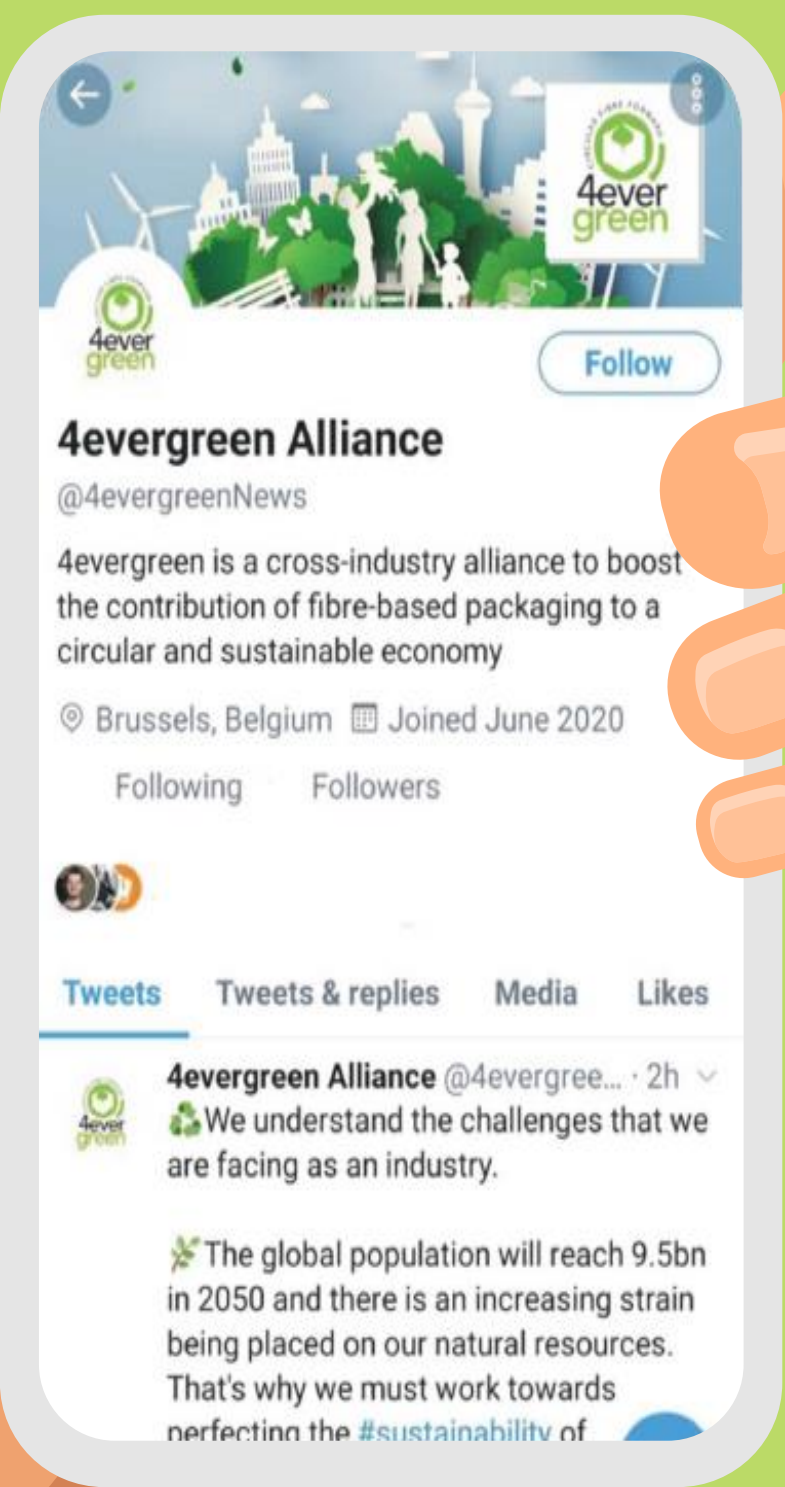 CIRCULAR FIBRE FORWARD
4ever
green
4ever
green
Follow
4evergreen Alliance
@4evergreenNews
4evergreen is a cross-industry alliance to boost
the contribution of fibre-based packaging to a
circular and sustainable economy
Brussels, Belgium Joined June 2020
Following Followers
Tweets Tweets & replies Media Likes
4evergreen Alliance @4evergree... · 2h
4ever
green
We understand the challenges that we
are facing as an industry.
The global population will reach 9.5bn
in 2050 and there is an increasing strain
being placed on our natural resources.
That's why we must work towards
perfecting the #sustainability of